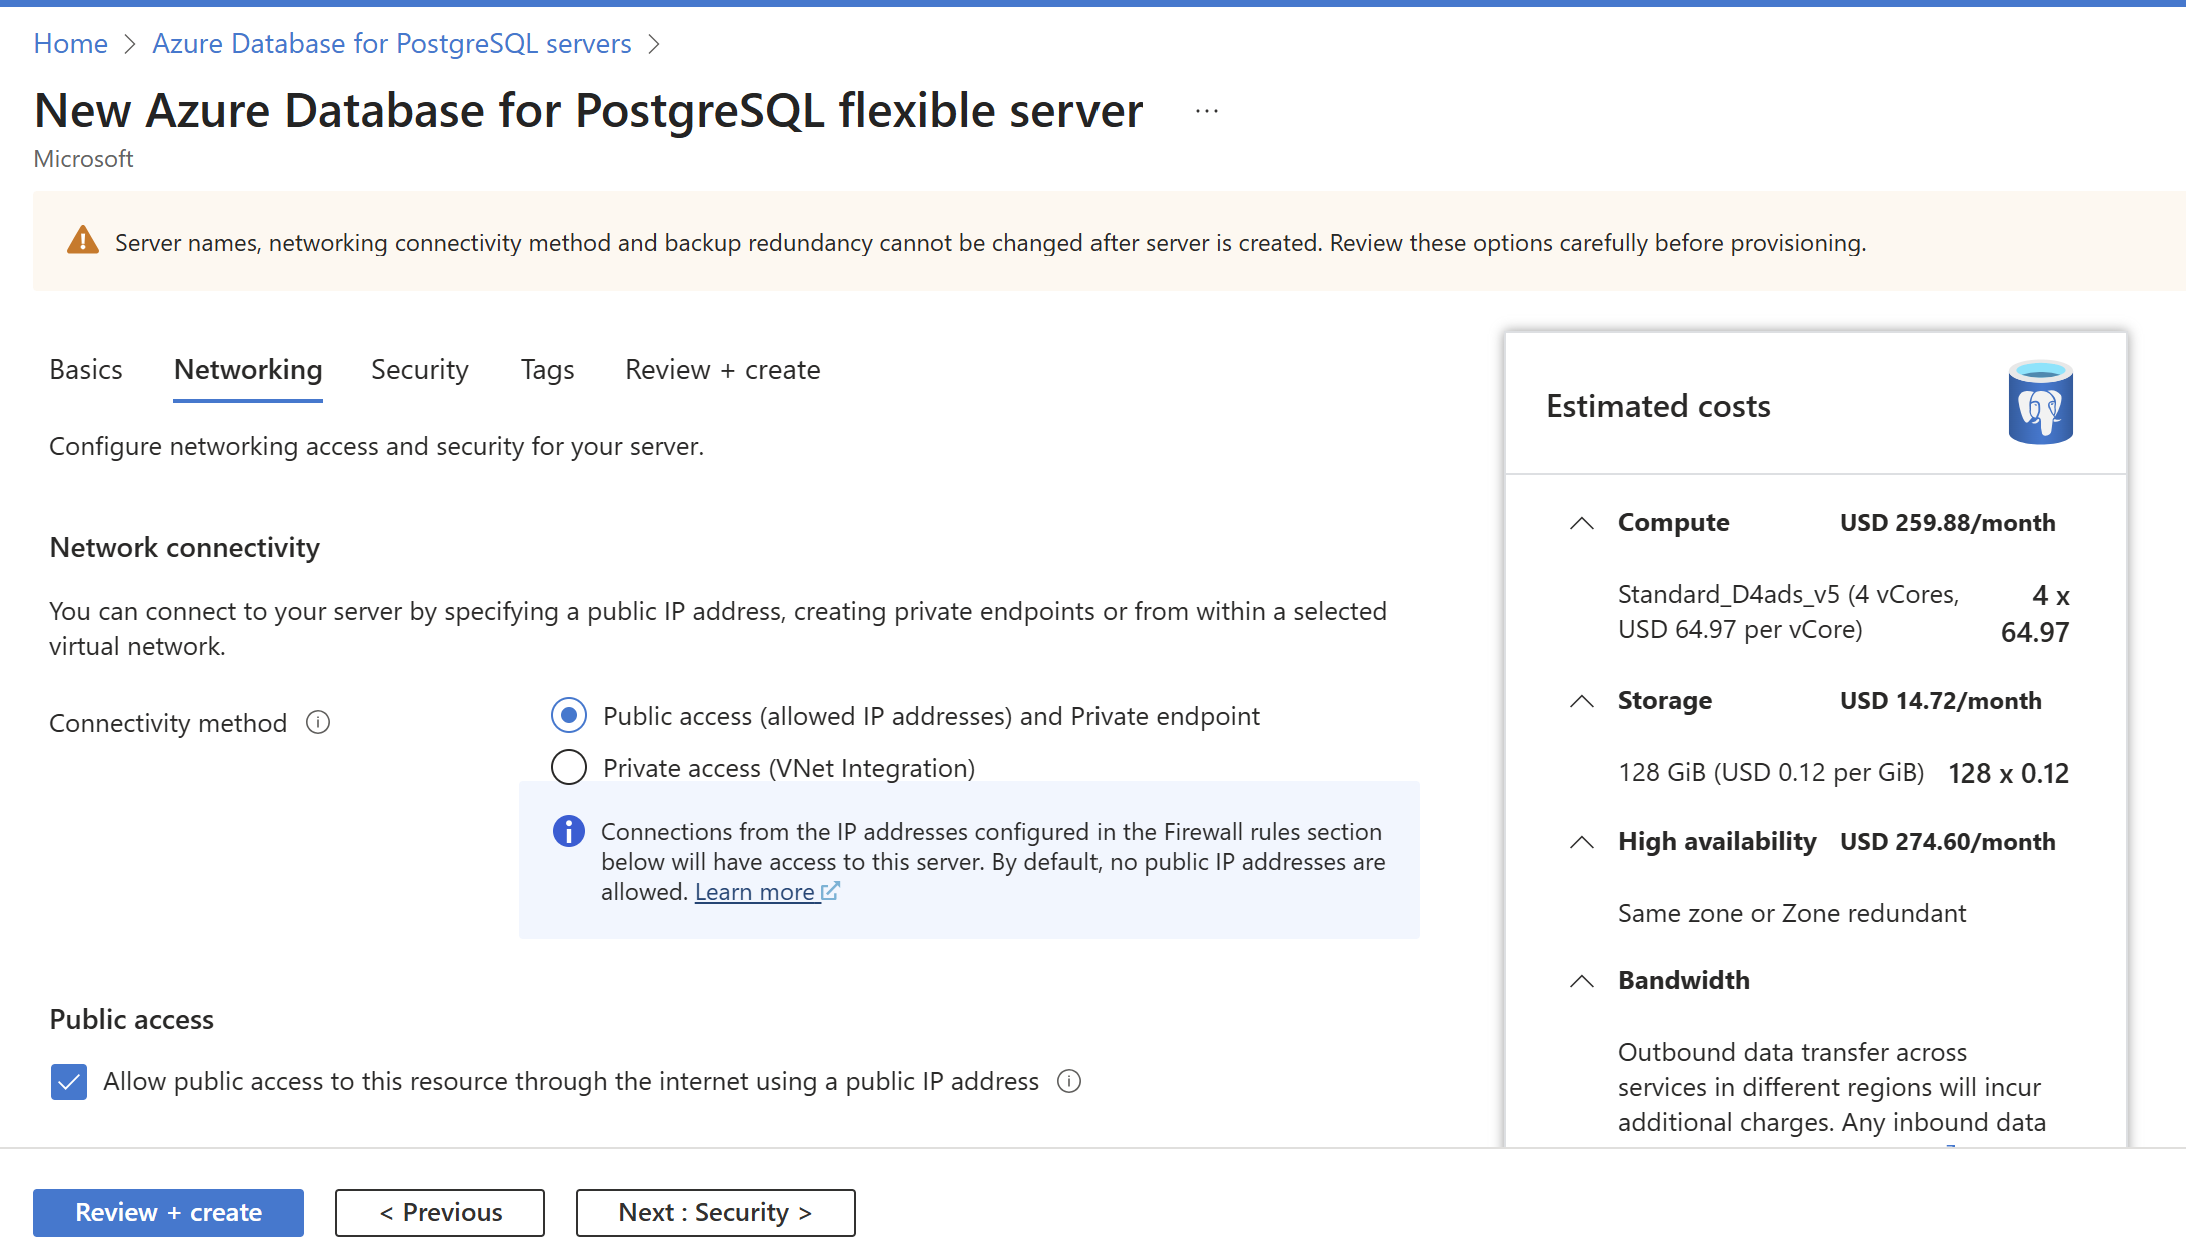 Home > Azure Database for PostgreSQL servers >
New Azure Database for PostgreSQL flexible server ...
Microsoft
Server names, networking connectivity method and backup redundancy cannot be changed after server is created. Review these options carefully before provisioning.
Basics Networking Security Tags Review + create
Configure networking access and security for your server.
Network connectivity
You can connect to your server by specifying a public IP address, creating private endpoints or from within a selected
virtual network.
Connectivity method
Public access (allowed IP addresses) and Private endpoint
Private access (VNet Integration)
Connections from the IP addresses configured in the Firewall rules section
below will have access to this server. By default, no public IP addresses are
allowed. Learn more
Public access
Allow public access to this resource through the internet using a public IP address
Estimated costs
Compute USD 259.88/month
Standard_D4ads_v5 (4 vCores, 4 x
USD 64.97 per vCore) 64.97
Storage USD 14.72/month
128 GiB (USD 0.12 per GiB) 128 x 0.12
High availability USD 274.60/month
Same zone or Zone redundant
Bandwidth
Outbound data transfer across
services in different regions will incur
additional charges. Any inbound data
Review + create < Previous Next : Security >